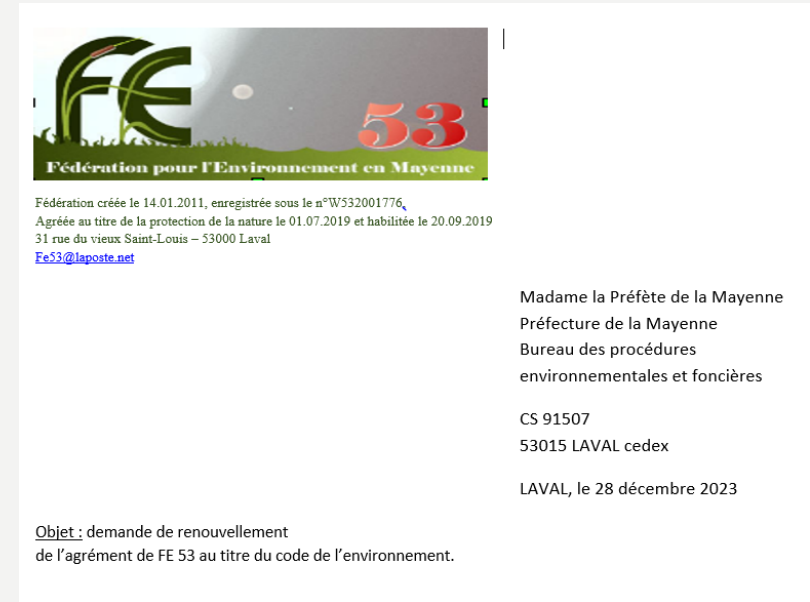 FE
53
Fédération pour l'Environnement en Mayenne
Fédération créée le 14.01.2011, enregistrée sous le n°W532001776,
Agréée au titre de la protection de la nature le 01.07.2019 et habilitée le 20.09.2019
31 rue du vieux Saint-Louis – 53000 Laval
Fe53@laposte.net
Madame la Préfète de la Mayenne
Préfecture de la Mayenne
Bureau des procédures
environnementales et foncières
CS 91507
53015 LAVAL cedex
LAVAL, le 28 décembre 2023
Objet : demande de renouvellement
de l’agrément de FE 53 au titre du code de l’environnement.